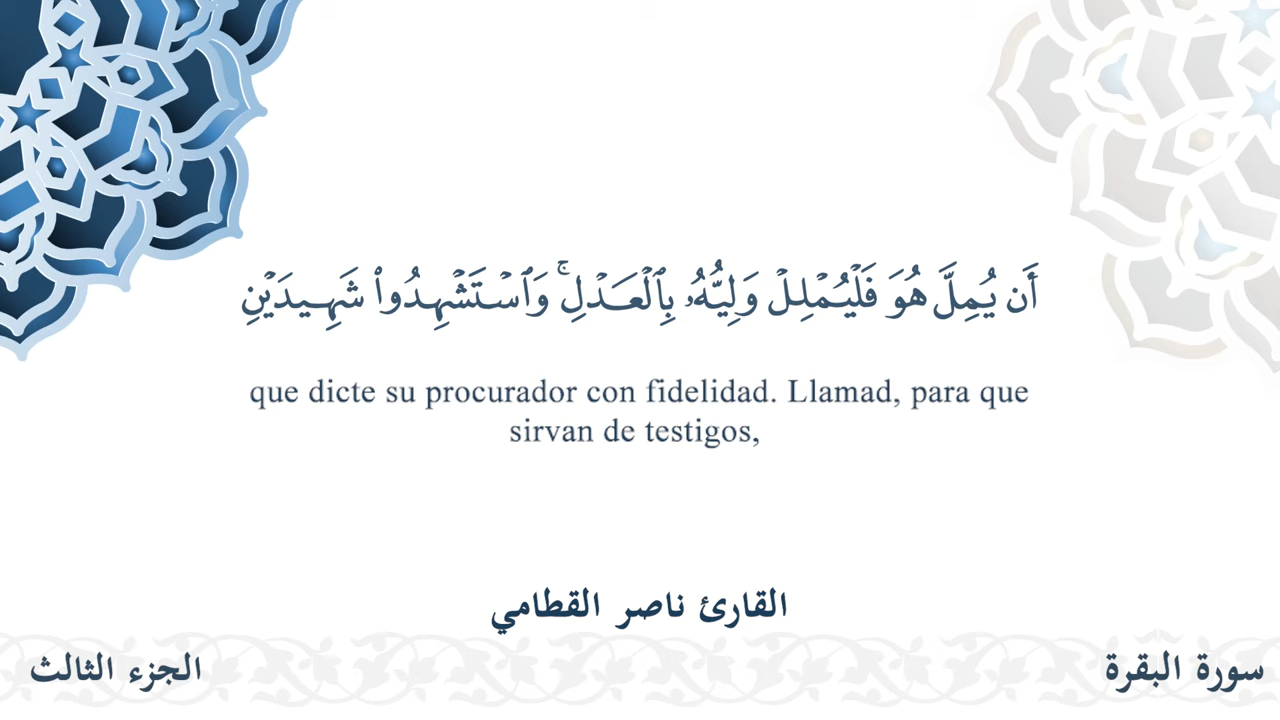 أَن يُمِلَّ هُوَ فَلۡيُمۡلِلۡ وَلِيُّهُۥ بِٱلۡعَدۡلِۚ وَٱسۡتَشۡهِدُواْ شَهِيدَيۡنِ
que dicte su procurador con fidelidad. Llamad, para que
sirvan de testigos,
القارئ ناصر القطامي
سورة البقرة
الجزء الثالث